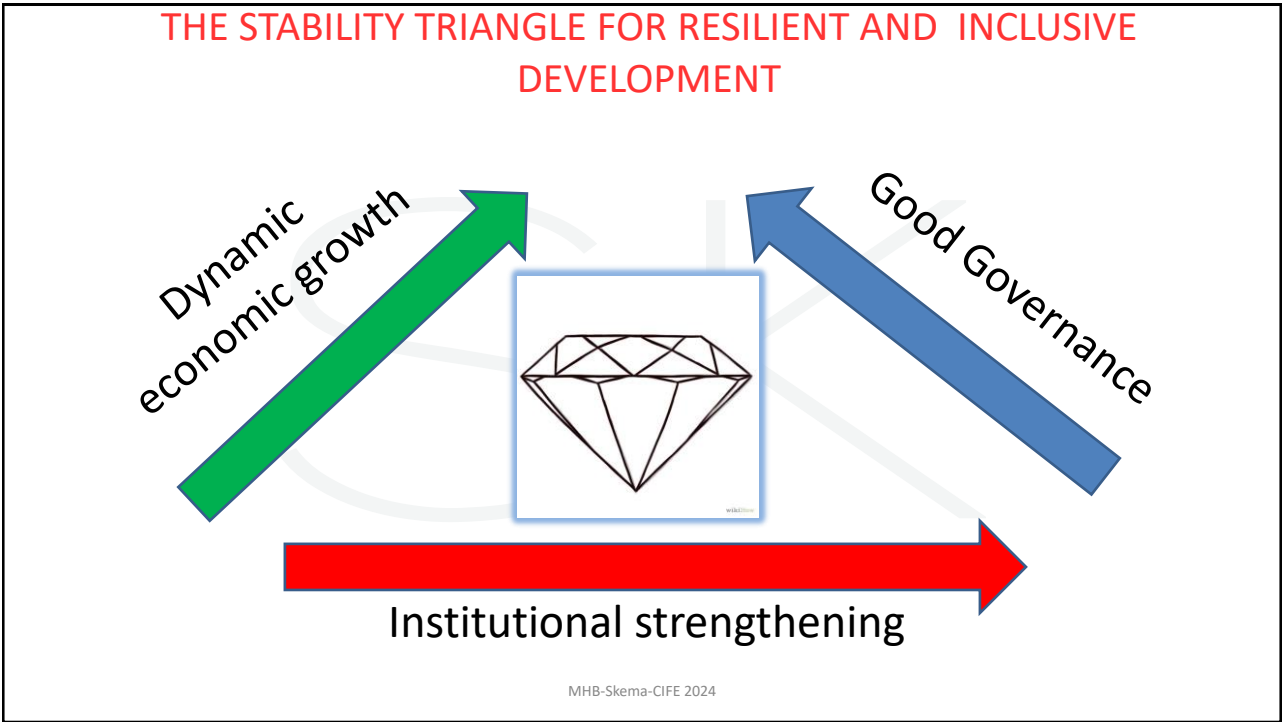 THE STABILITY TRIANGLE FOR RESILIENT AND INCLUSIVE
DEVELOPMENT
Dynamic
economic growth
Good Governance
wikiHow
Institutional strengthening
MHB-Skema-CIFE 2024